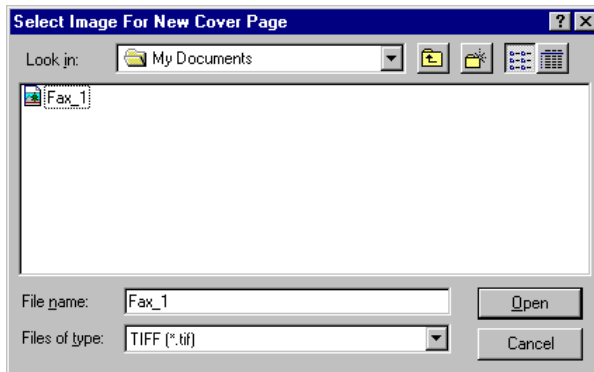 Select Image For New Cover Page
Look in: My Documents
Fax_1
File name: Fax_1 Open
Files of type: TIFF (*.tif) Cancel